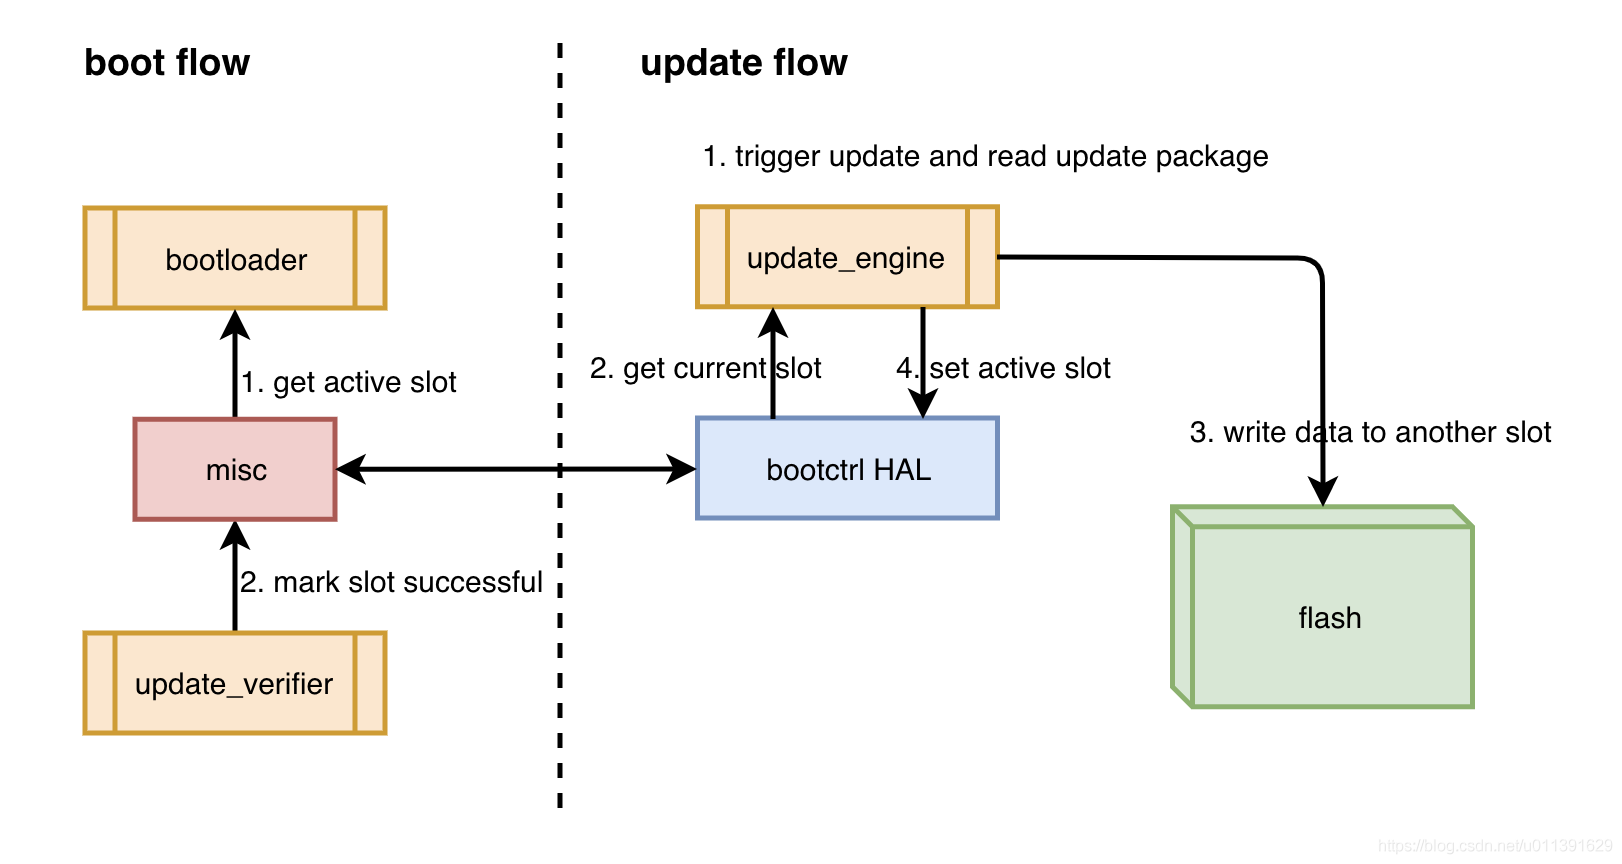 boot flow
update flow
1. trigger update and read update package
bootloader
update_engine
1. get active slot
2. get current slot
4. set active slot
misc
bootctrl HAL
3. write data to another slot
2. mark slot successful
flash
update_verifier
https://blog.csdn.net/u011391629